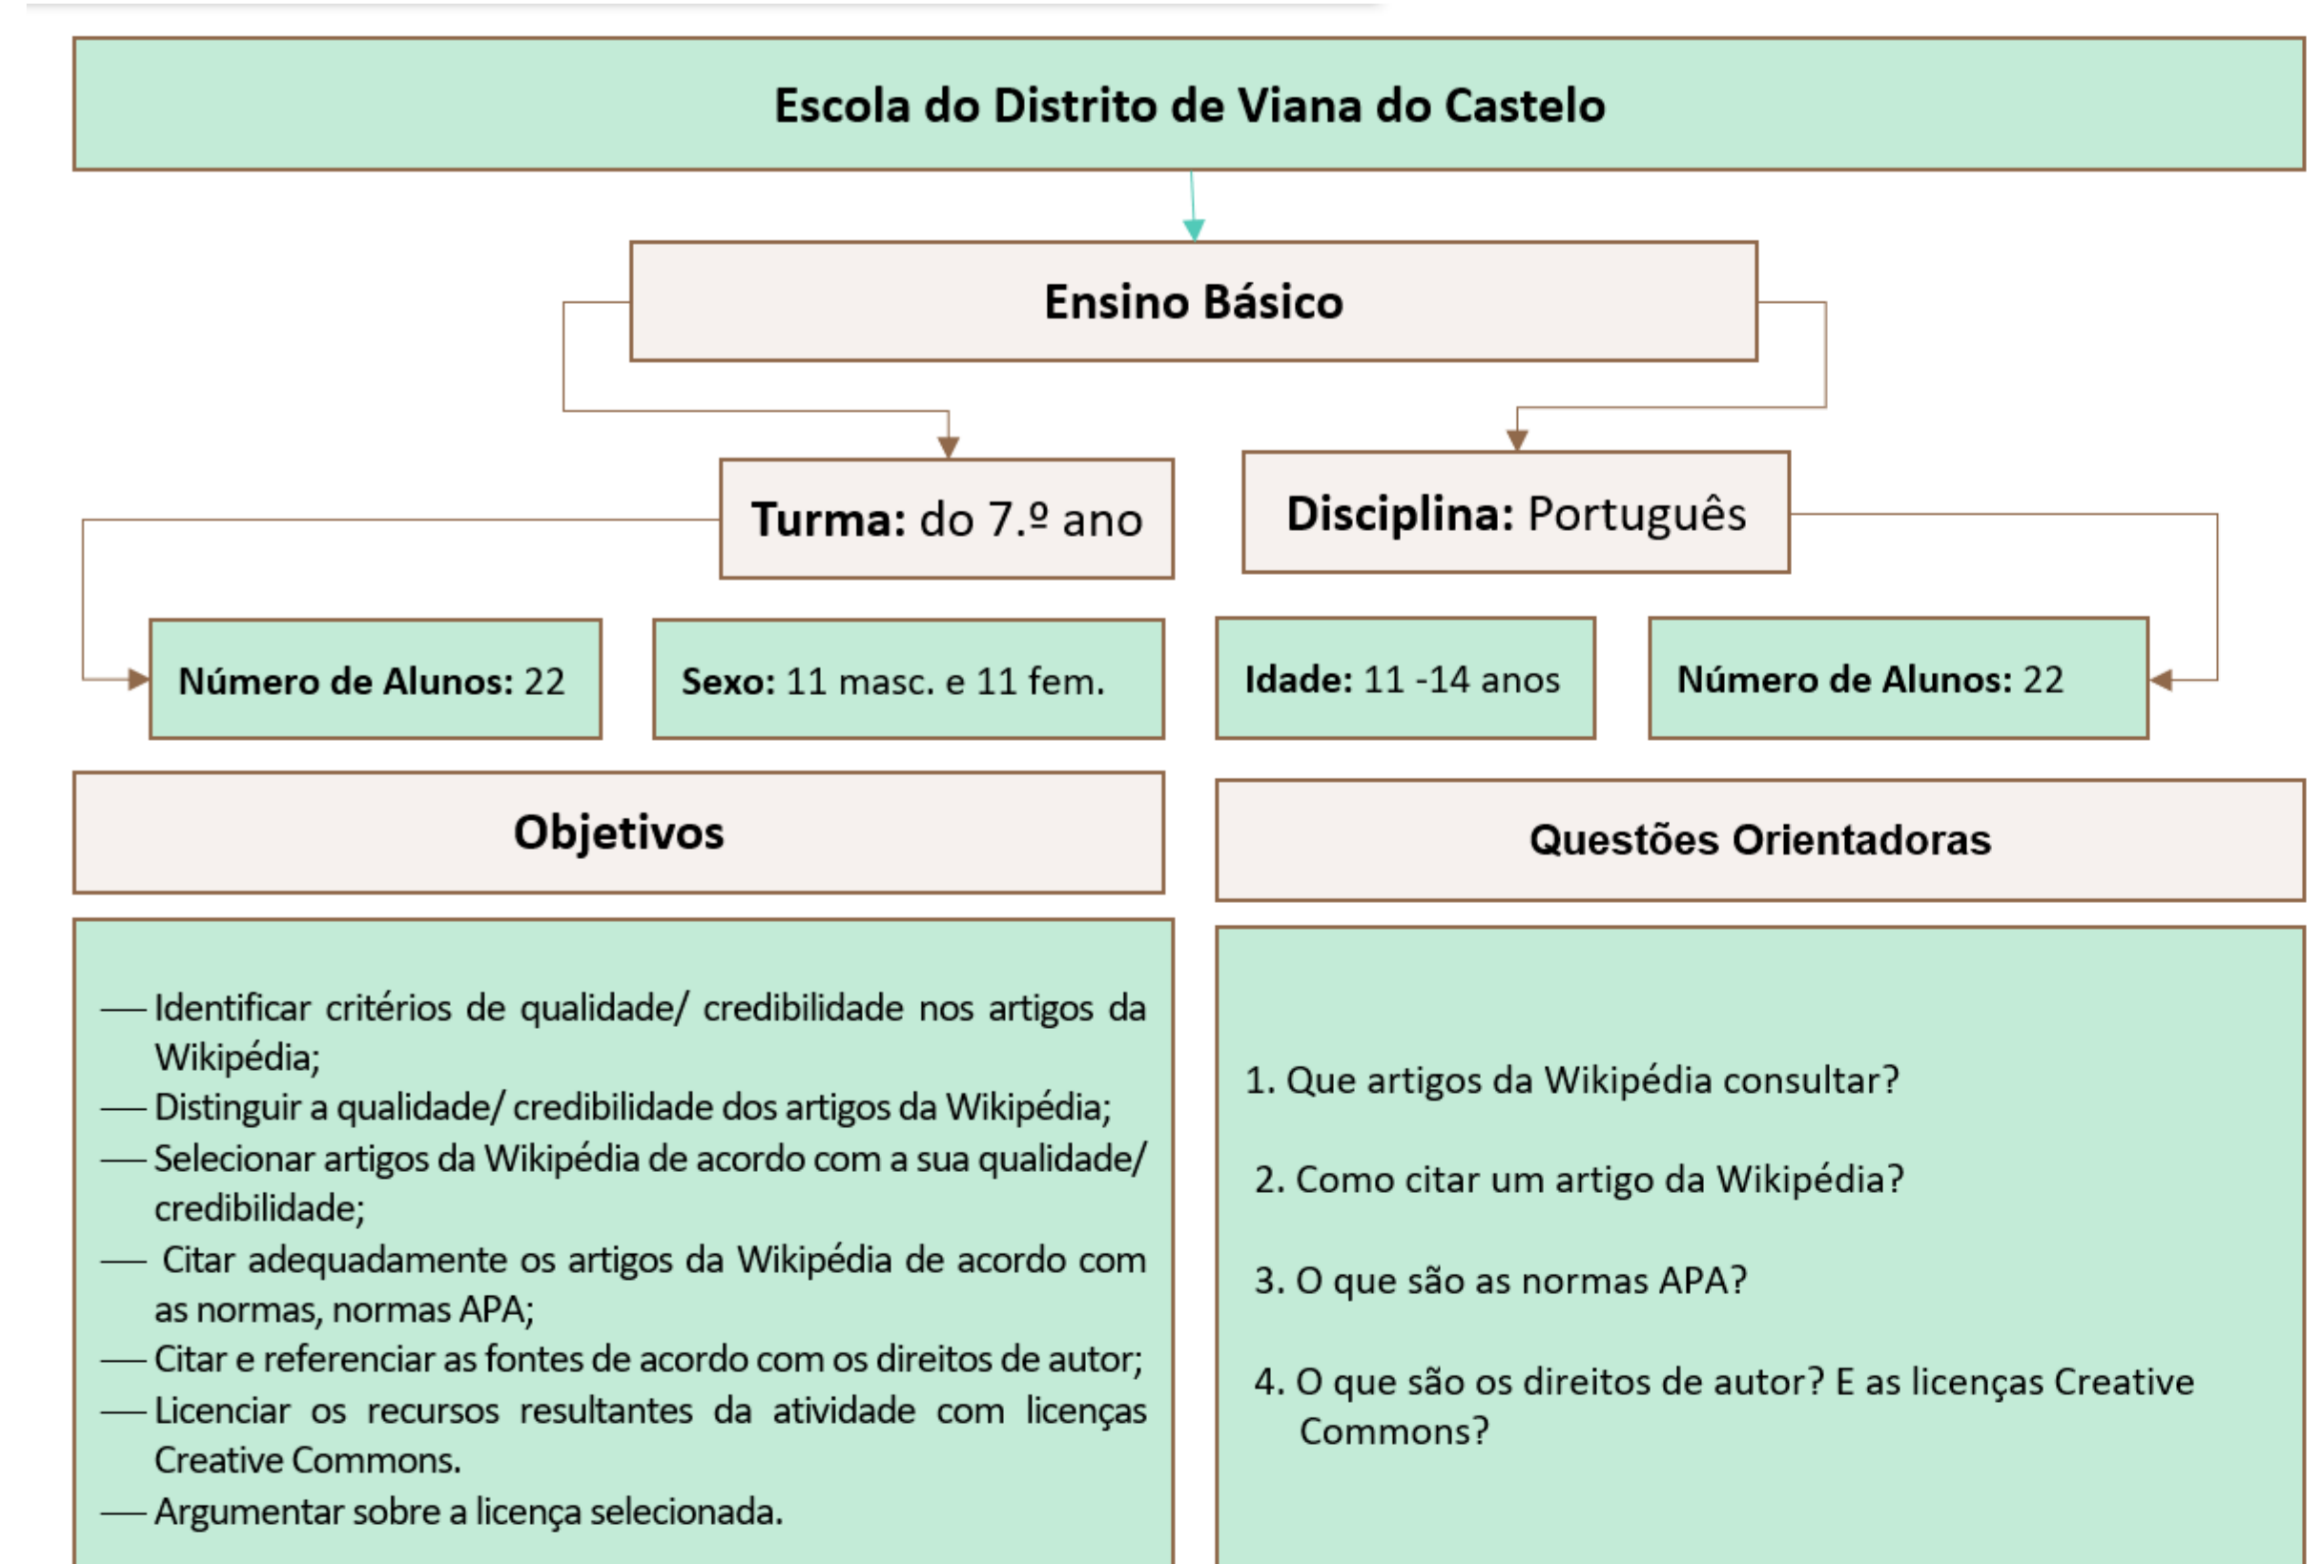 Escola do Distrito de Viana do Castelo
Ensino Básico
Turma: do 7.º ano
Disciplina: Português
Número de Alunos: 22
Sexo: 11 masc. e 11 fem.
Idade: 11 -14 anos
Número de Alunos: 22
Objetivos
— Identificar critérios de qualidade/ credibilidade nos artigos da
Wikipédia;
— Distinguir a qualidade/ credibilidade dos artigos da Wikipédia;
— Selecionar artigos da Wikipédia de acordo com a sua qualidade/
credibilidade;
— Citar adequadamente os artigos da Wikipédia de acordo com
as normas, normas APA;
— Citar e referenciar as fontes de acordo com os direitos de autor;
— Licenciar os recursos resultantes da atividade com licenças
Creative Commons.
— Argumentar sobre a licença selecionada.
Questões Orientadoras
1. Que artigos da Wikipédia consultar?
2. Como citar um artigo da Wikipédia?
3. O que são as normas APA?
4. O que são os direitos de autor? E as licenças Creative
Commons?